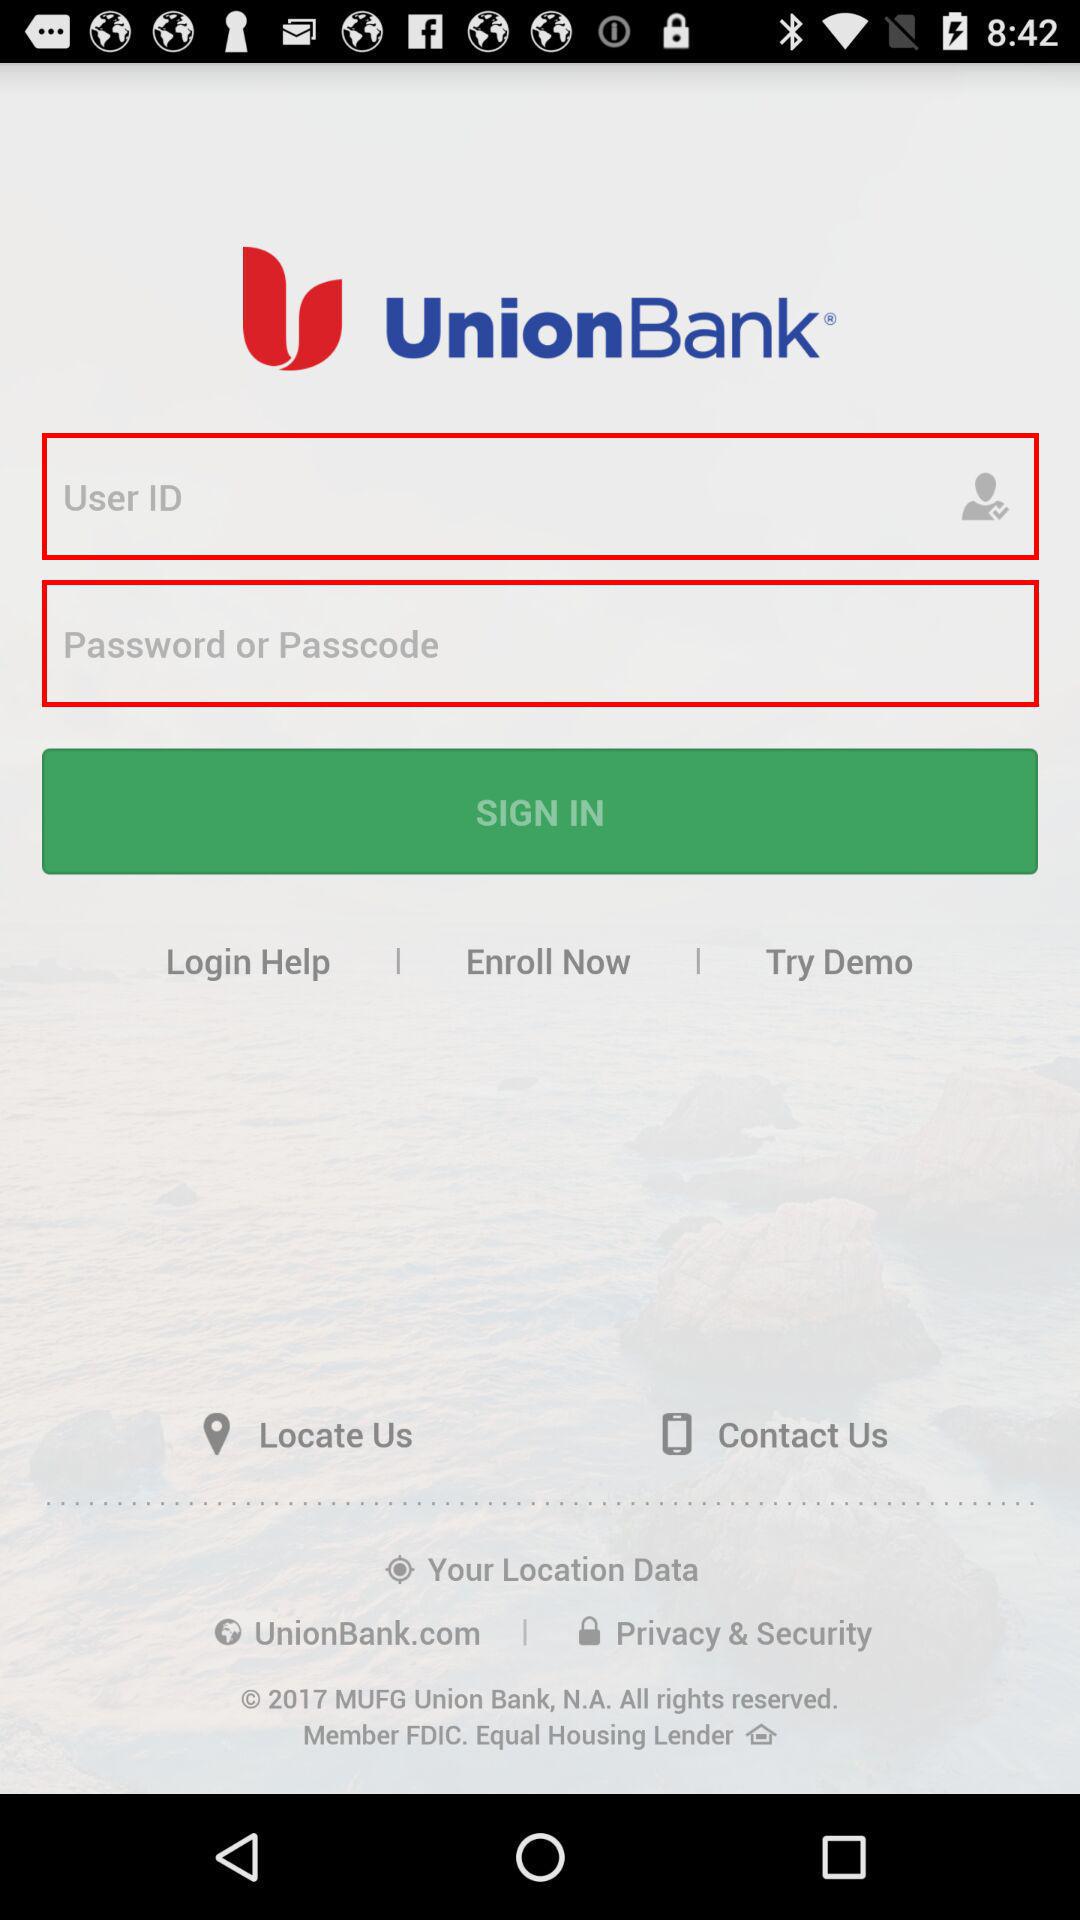 8:42
UnionBank®
User ID
Password or Passcode
SIGN IN
Login Help | Enroll Now | Try Demo
Locate Us Contact Us
Your Location Data
UnionBank.com | Privacy & Security
© 2017 MUFG Union Bank, N.A. All rights reserved.
Member FDIC. Equal Housing Lender